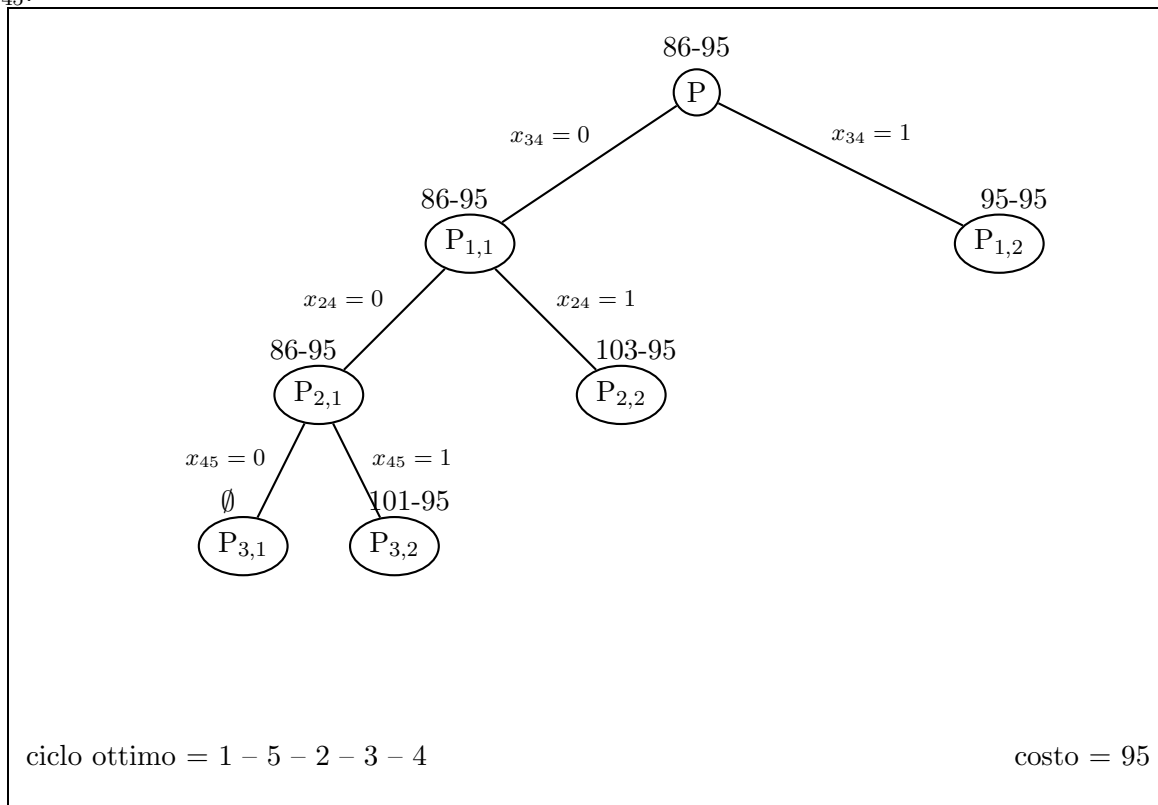 45.
86-95
P
x34 = 0
x34 = 1
86-95
95-95
P1,1
P1,2
x24 = 0
x24 = 1
86-95
103-95
P2,1
P2,2
x45 = 0
x45 = 1
∅
101-95
P3,1
P3,2
ciclo ottimo = 1 – 5 – 2 – 3 – 4
costo = 95